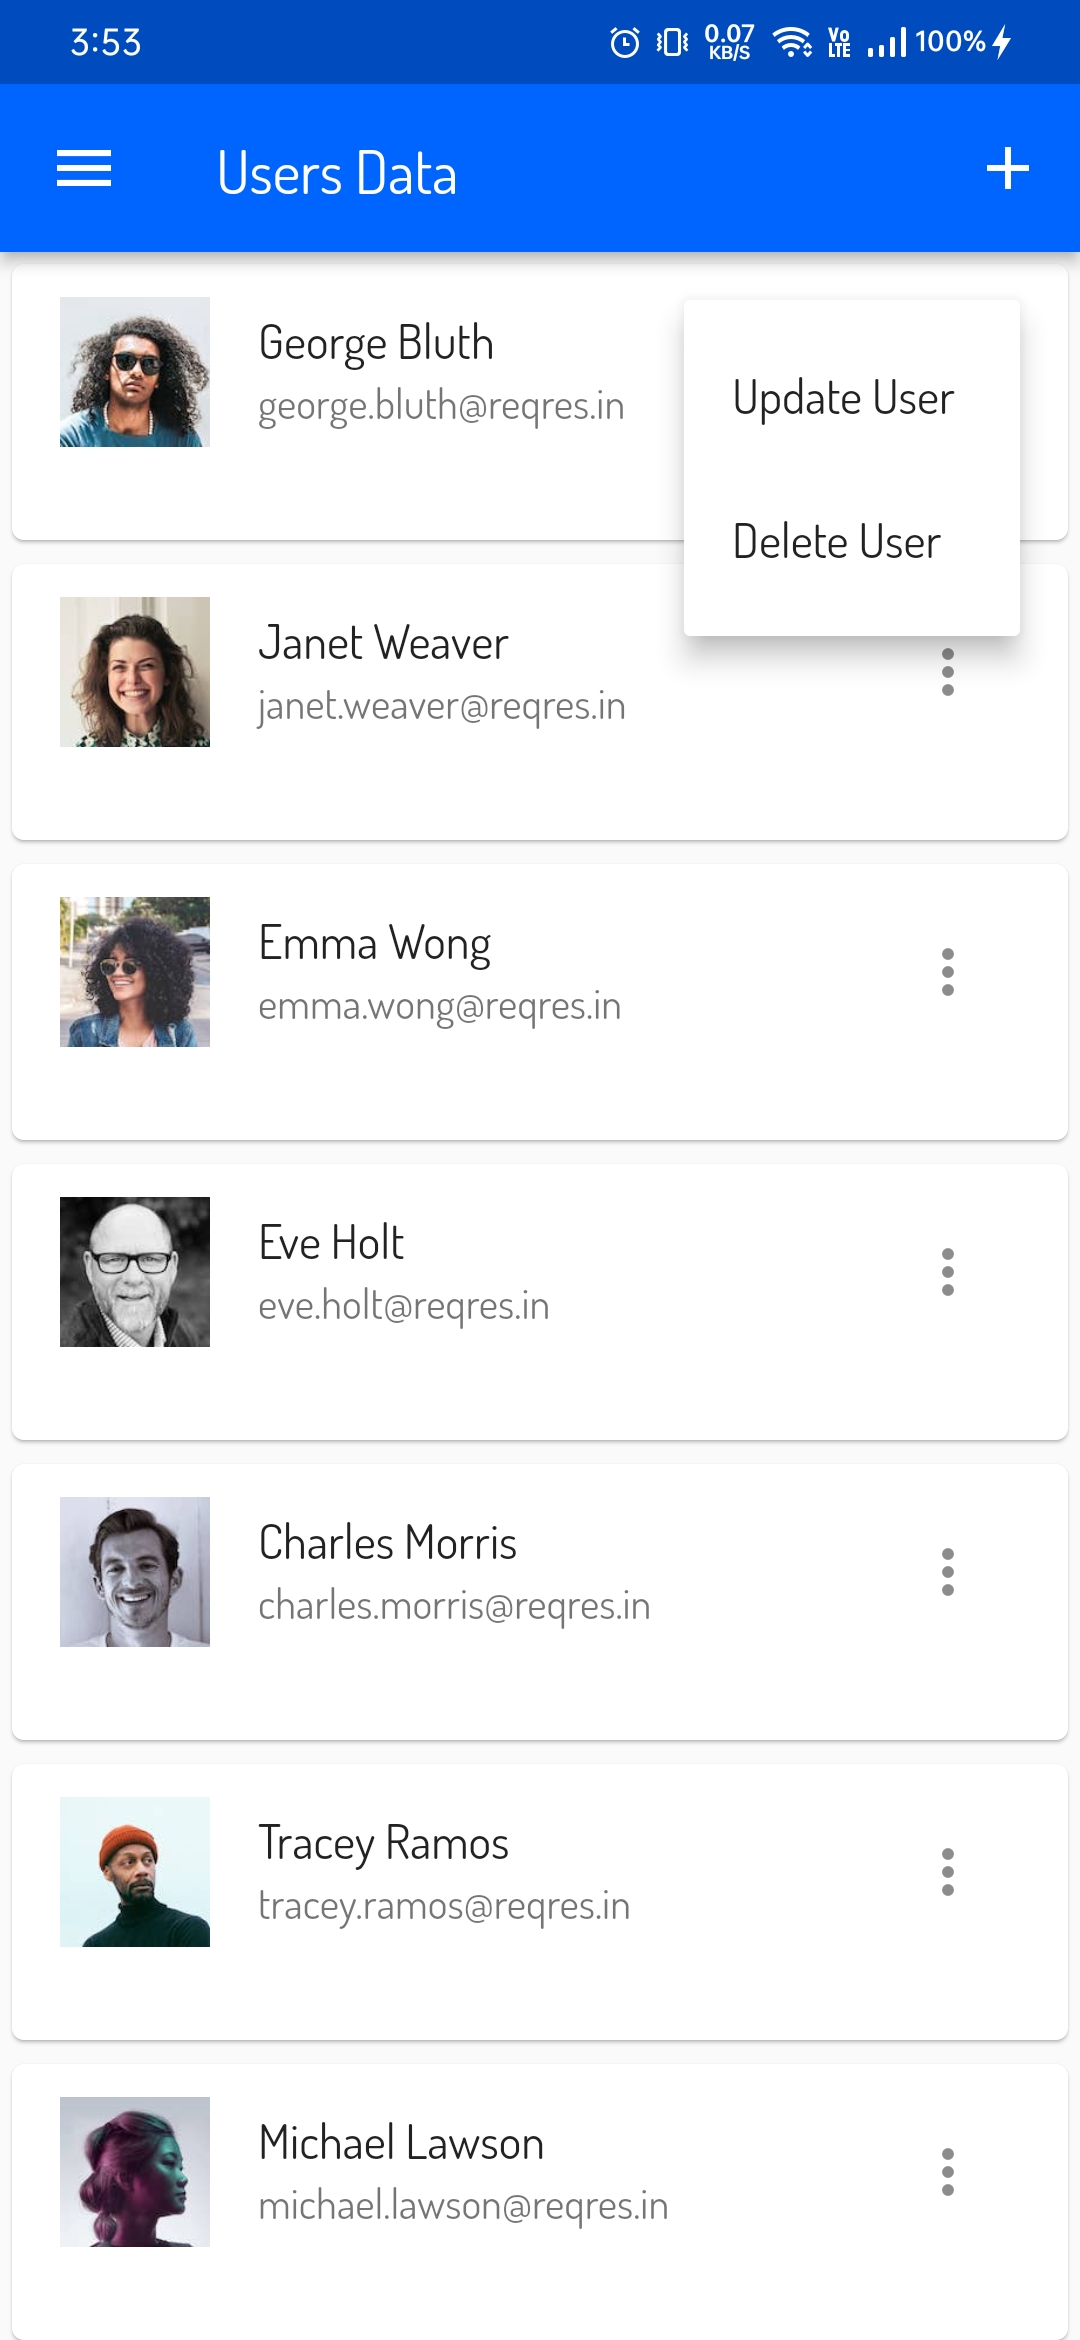 3:53
0.07
KB/S
Vo
LTE
100%
Users Data
George Bluth
george.bluth@reqres.in
Update User
Delete User
Janet Weaver
janet.weaver@reqres.in
Emma Wong
emma.wong@reqres.in
Eve Holt
eve.holt@reqres.in
Charles Morris
charles.morris@reqres.in
Tracey Ramos
tracey.ramos@reqres.in
Michael Lawson
michael.lawson@reqres.in